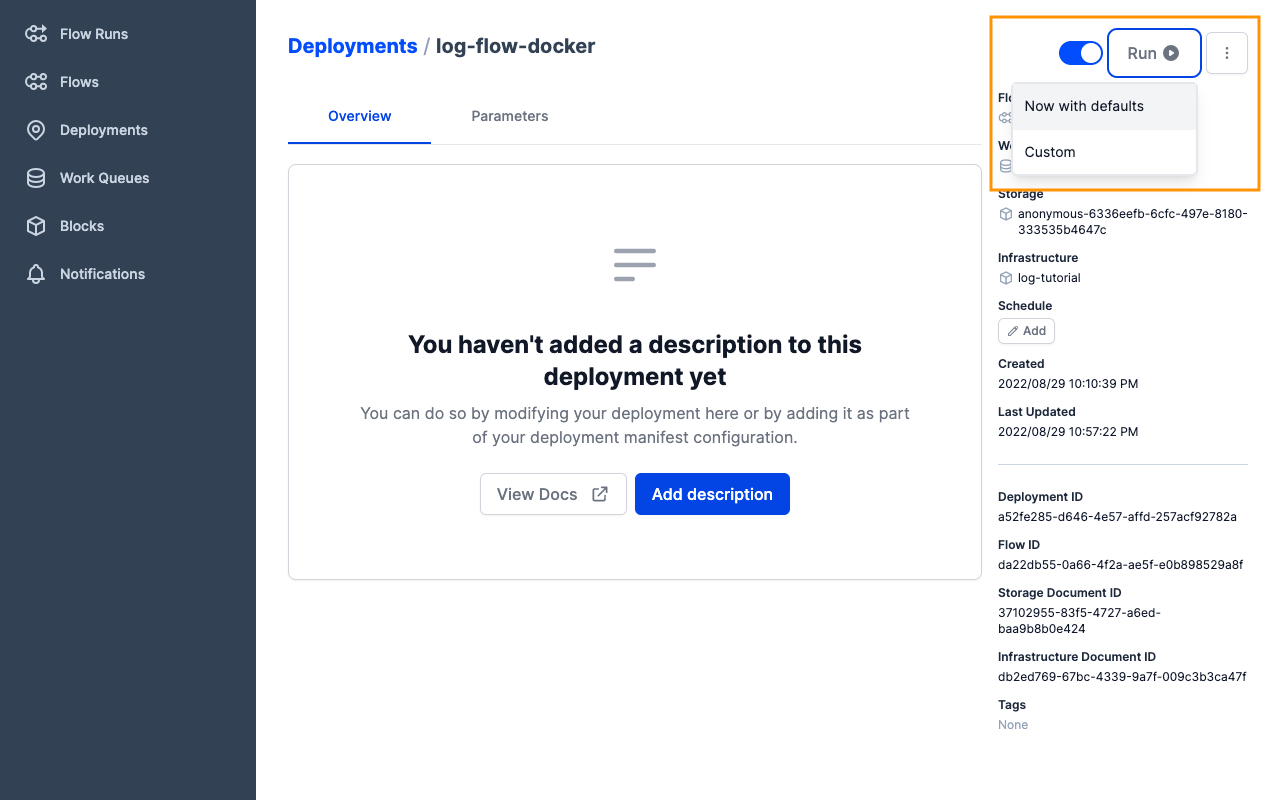 Flow Runs
Flows
Deployments
Work Queues
Blocks
Notifications
Deployments / log-flow-docker
Overview
Parameters
You haven't added a description to this
deployment yet
You can do so by modifying your deployment here or by adding it as part
of your deployment manifest configuration.
View Docs
Add description
Run
Now with defaults
Custom
Storage
anonymous-6336eefb-6cfc-497e-8180-
333535b4647c
Infrastructure
log-tutorial
Schedule
Add
Created
2022/08/29 10:10:39 PM
Last Updated
2022/08/29 10:57:22 PM
Deployment ID
a52fe285-d646-4e57-affd-257acf92782a
Flow ID
da22db55-0a66-4f2a-ae5f-e0b898529a8f
Storage Document ID
37102955-83f5-4727-a6ed-
baa9b8b0e424
Infrastructure Document ID
db2ed769-67bc-4339-9a7f-009c3b3ca47f
Tags
None